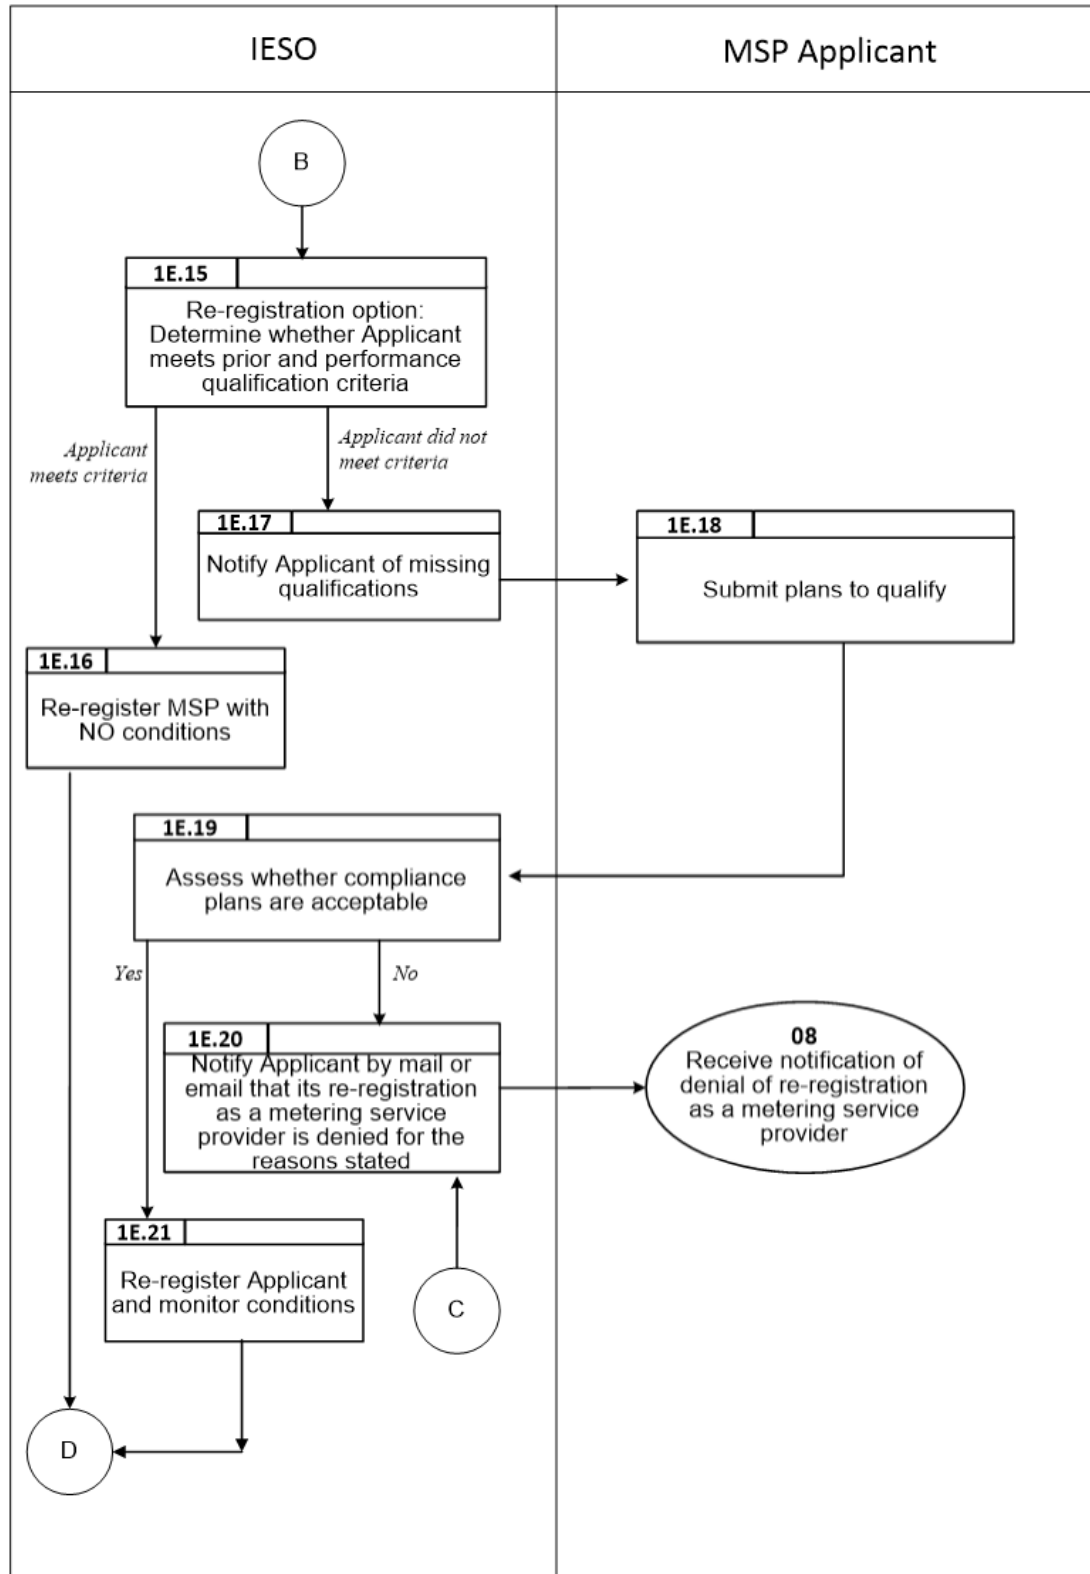 IESO
MSP Applicant
B
1E.15
Re-registration option:
Determine whether Applicant
meets prior and performance
qualification criteria
Applicant
meets criteria
Applicant did not
meet criteria
1E.17
Notify Applicant of missing
qualifications
1E.18
Submit plans to qualify
1E.16
Re-register MSP with
NO conditions
1E.19
Assess whether compliance
plans are acceptable
Yes
No
1E.20
Notify Applicant by mail or
email that its re-registration
as a metering service
provider is denied for the
reasons stated
08
Receive notification of
denial of re-registration
as a metering service
provider
1E.21
Re-register Applicant
and monitor conditions
C
D